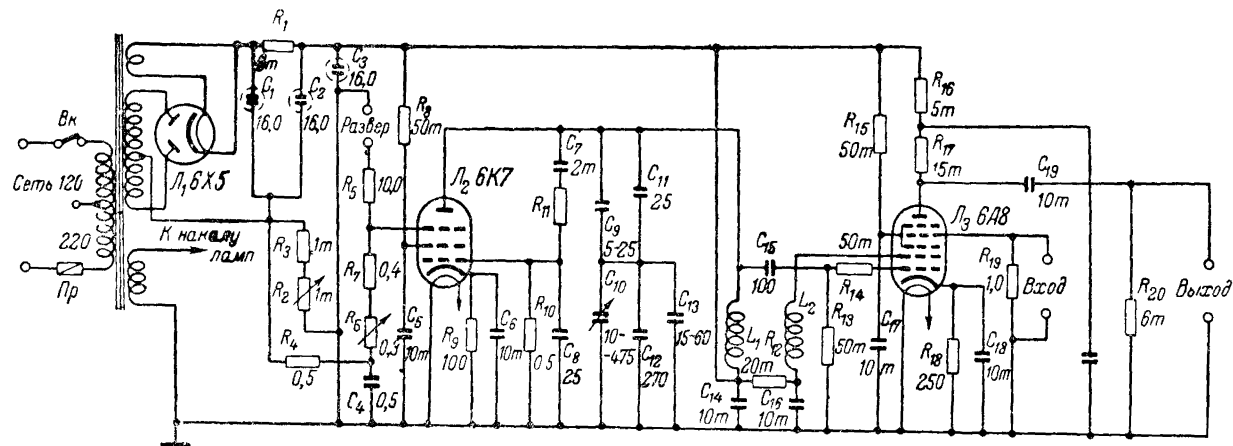 R₁
Вк
Сеть 120
220
Пр
Л₁ 6Х5
К накалу
ламп
C₁
16,0
C₂
16,0
C₃
16,0
Развер
R₃
1m
R₂
1m
R₄
0,5
R₅
10,0
R₇
0,4
R₆
0,3
C₄
0,5
R₈
50m
C₅
10m
Л₂ 6К7
R₉
100
C₆
10m
R₁₀
0,5
C₇
2m
R₁₁
C₈
25
C₉
5-25
C₁₀
10-
-475
C₁₁
25
C₁₂
270
C₁₃
15-60
C₁₅
100
L₁
20m
R₁₂
L₂
C₁₄
10m
C₁₆
10m
50m
R₁₄
R₁₃
50m
R₁₅
50m
C₁₇
10m
R₁₆
5m
R₁₇
15m
Л₃ 6А8
R₁₈
250
C₁₈
10m
R₁₉
1,0
Вход
C₁₉
10m
R₂₀
6m
Выход